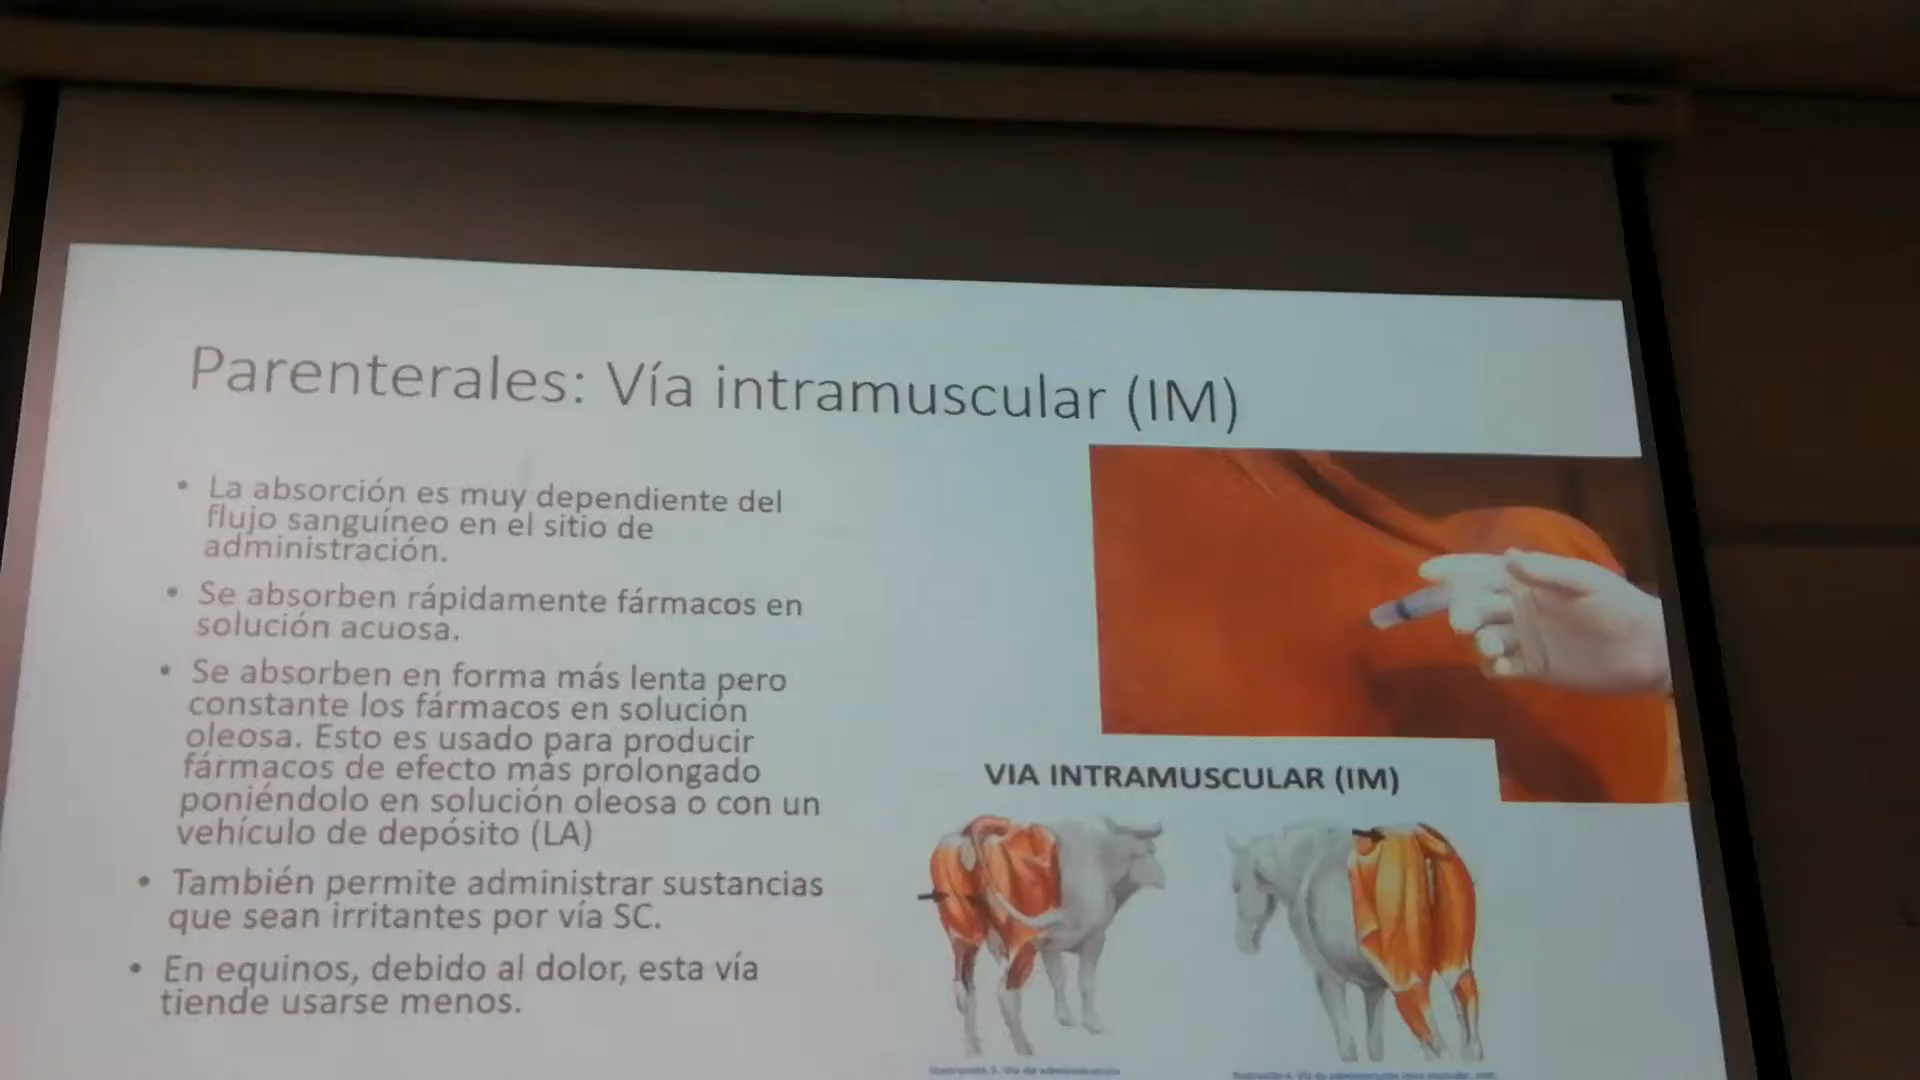 Parenterales: Vía intramuscular (IM)
• La absorción es muy dependiente del
flujo sanguíneo en el sitio de
administración.
• Se absorben rápidamente fármacos en
solución acuosa.
• Se absorben en forma más lenta pero
constante los fármacos en solución
oleosa. Esto es usado para producir
fármacos de efecto más prolongado
poniéndolo en solución oleosa o con un
vehículo de depósito (LA)
• También permite administrar sustancias
que sean irritantes por vía SC.
• En equinos, debido al dolor, esta vía
tiende usarse menos.
VIA INTRAMUSCULAR (IM)